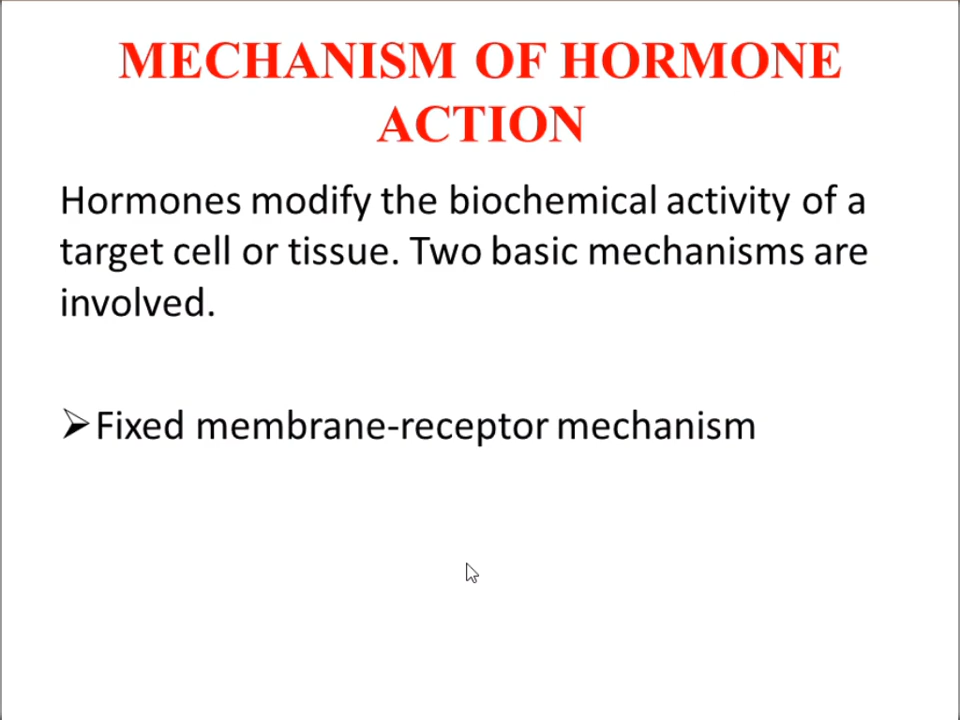 MECHANISM OF HORMONE
ACTION
Hormones modify the biochemical activity of a
target cell or tissue. Two basic mechanisms are
involved.
➢Fixed membrane-receptor mechanism